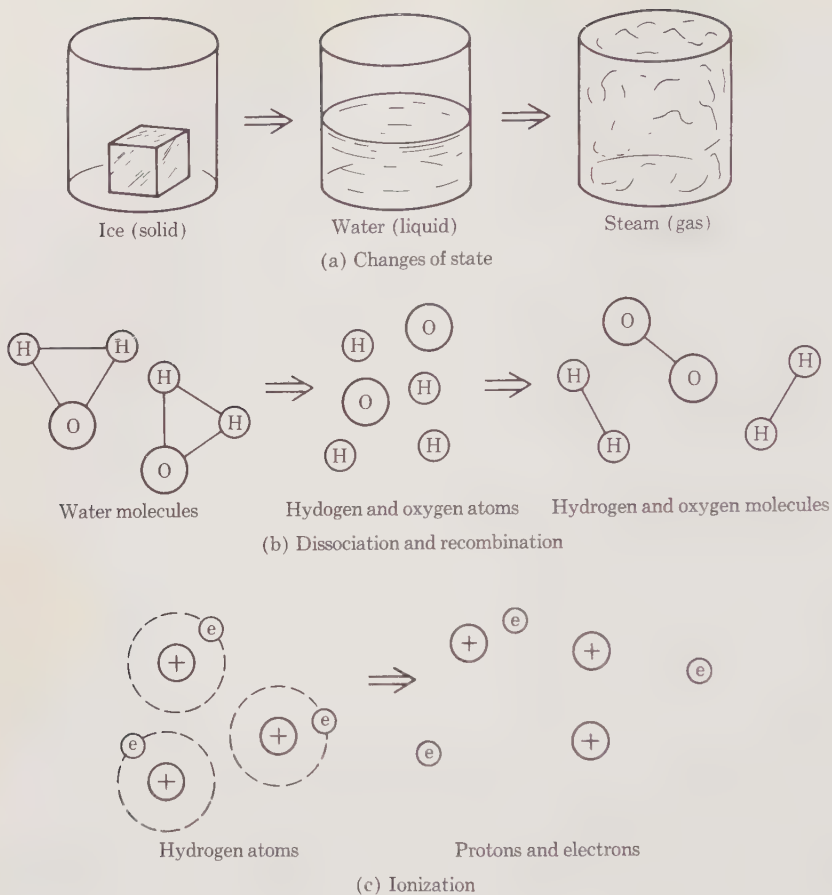 Ice (solid)
Water (liquid)
Steam (gas)
(a) Changes of state
H H O H H O
H O O H H H
O O H H H H
Water molecules
Hydogen and oxygen atoms
Hydrogen and oxygen molecules
(b) Dissociation and recombination
+ e + e + e
+ e + e e +
Hydrogen atoms
Protons and electrons
(c) Ionization